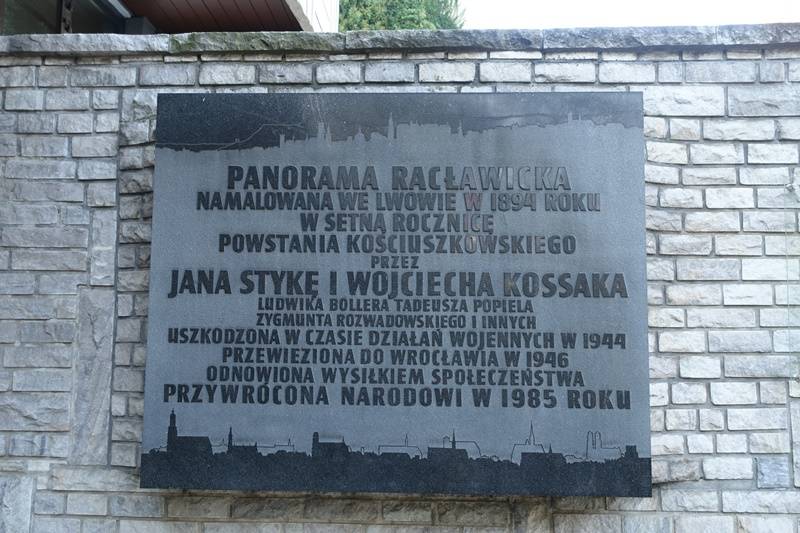 PANORAMA RACŁAWICKA
NAMALOWANA WE LWOWIE W 1894 ROKU
W SETNĄ ROCZNICĘ
POWSTANIA KOŚCIUSZKOWSKIEGO
PRZEZ
JANA STYKĘ I WOJCIECHA KOSSAKA
LUDWIKA BOLLERA TADEUSZA POPIELA
ZYGMUNTA ROZWADOWSKIEGO I INNYCH
USZKODZONA W CZASIE DZIAŁAŃ WOJENNYCH W 1944
PRZEWIEZIONA DO WROCŁAWIA W 1946
ODNOWIONA WYSIŁKIEM SPOŁECZEŃSTWA
PRZYWRÓCONA NARODOWI W 1985 ROKU